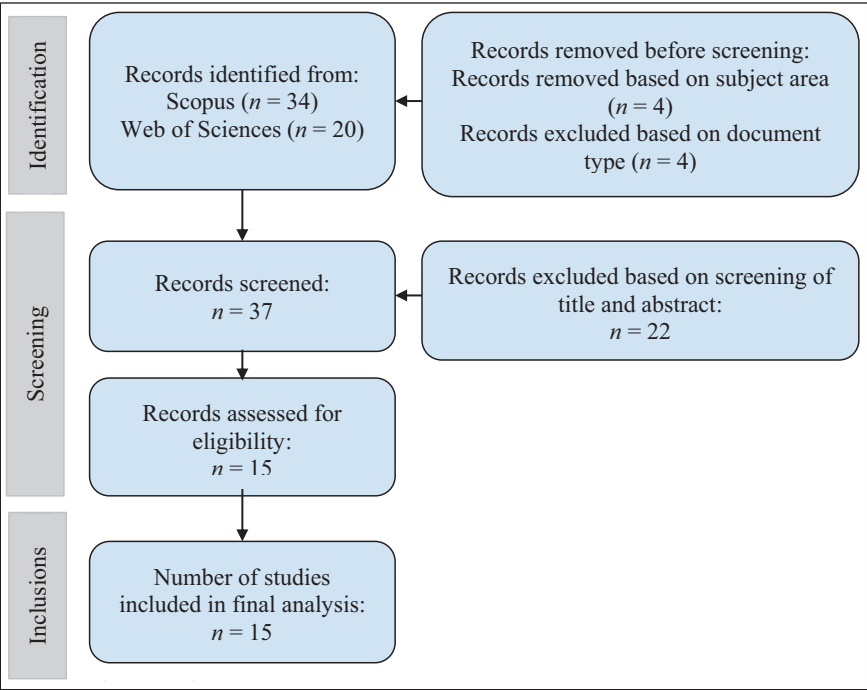 Identification
Records identified from:
Scopus (n = 34)
Web of Sciences (n = 20)
Records removed before screening:
Records removed based on subject area
(n = 4)
Records excluded based on document
type (n = 4)
Screening
Records screened:
n = 37
Records excluded based on screening of
title and abstract:
n = 22
Records assessed for
eligibility:
n = 15
Inclusions
Number of studies
included in final analysis:
n = 15